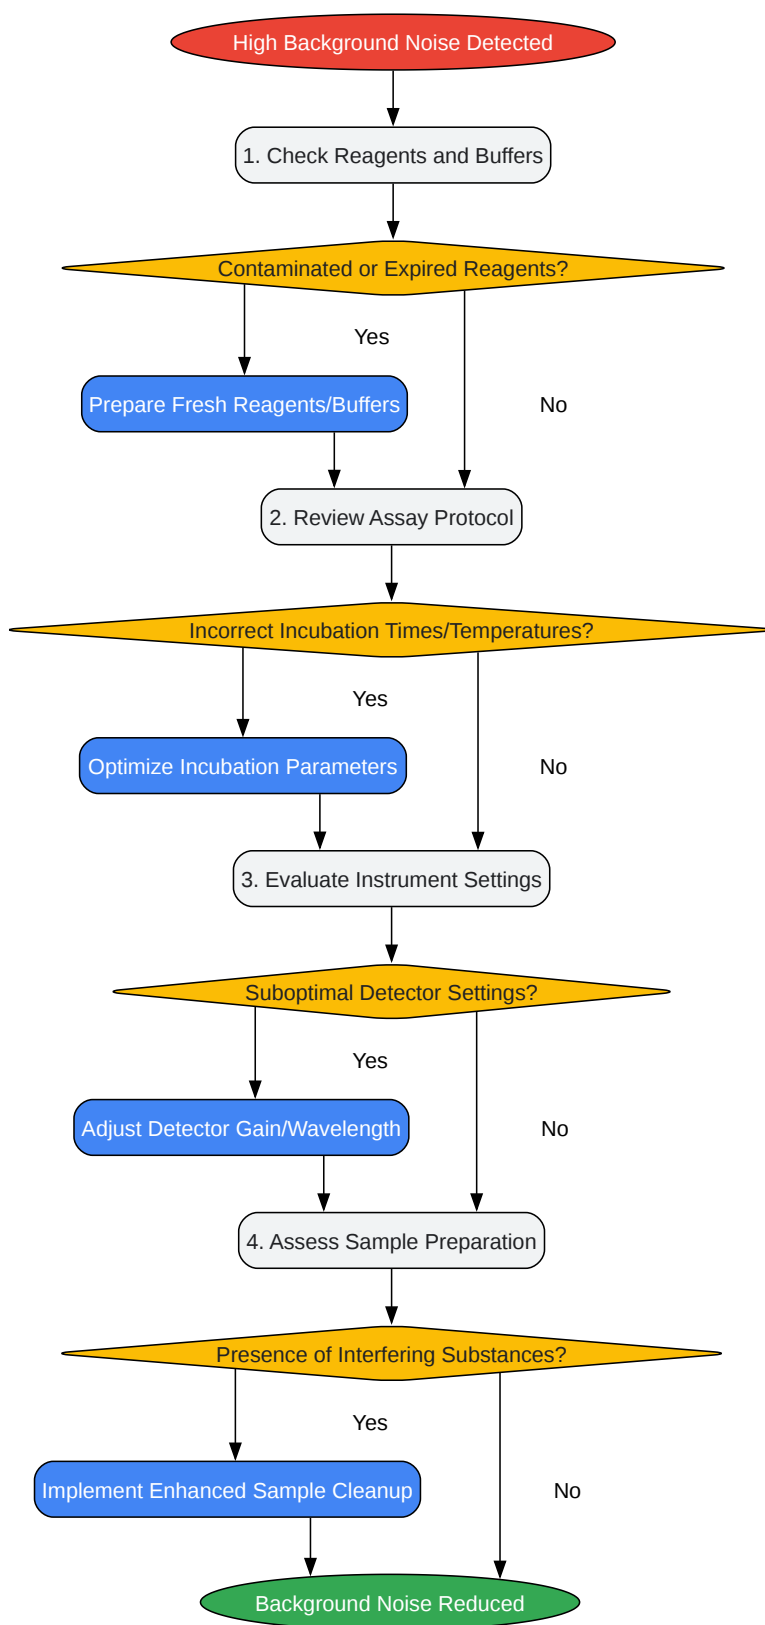 High Background Noise Detected
1. Check Reagents and Buffers
Contaminated or Expired Reagents?
Yes
Prepare Fresh Reagents/Buffers
No
2. Review Assay Protocol
Incorrect Incubation Times/Temperatures?
Yes
Optimize Incubation Parameters
No
3. Evaluate Instrument Settings
Suboptimal Detector Settings?
Yes
Adjust Detector Gain/Wavelength
No
4. Assess Sample Preparation
Presence of Interfering Substances?
Yes
Implement Enhanced Sample Cleanup
No
Background Noise Reduced